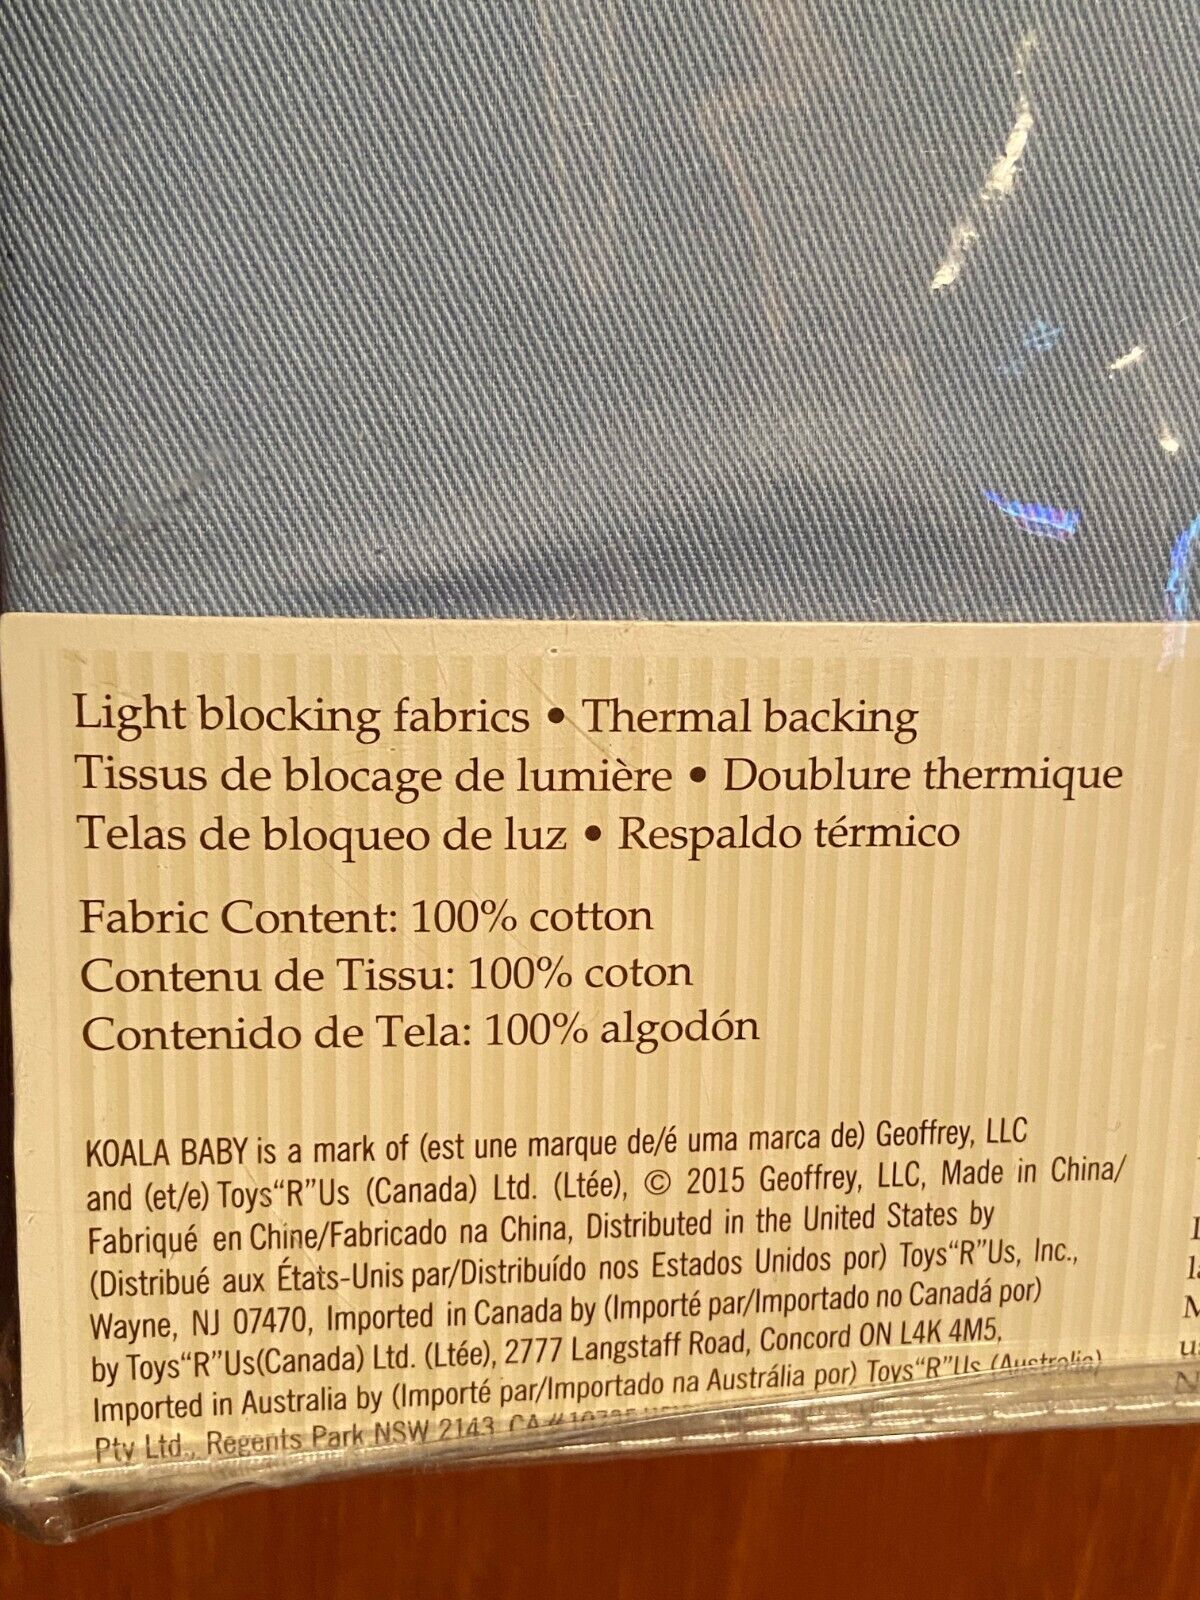 Light blocking fabrics • Thermal backing
Tissus de blocage de lumière • Doublure thermique
Telas de bloqueo de luz • Respaldo térmico
Fabric Content: 100% cotton
Contenu de Tissu: 100% coton
Contenido de Tela: 100% algodón
KOALA BABY is a mark of (est une marque de/é uma marca de) Geoffrey, LLC
and (et/e) Toys“R”Us (Canada) Ltd. (Ltée), © 2015 Geoffrey, LLC, Made in China/
Fabriqué en Chine/Fabricado na China, Distributed in the United States by
(Distribué aux États-Unis par/Distribuído nos Estados Unidos por) Toys“R”Us, Inc.,
Wayne, NJ 07470, Imported in Canada by (Importé par/Importado no Canadá por)
by Toys“R”Us(Canada) Ltd. (Ltée), 2777 Langstaff Road, Concord ON L4K 4M5,
Imported in Australia by (Importé par/Importado na Austrália por) Toys“R”Us (Australia)
Pty Ltd., Regents Park NSW 2143